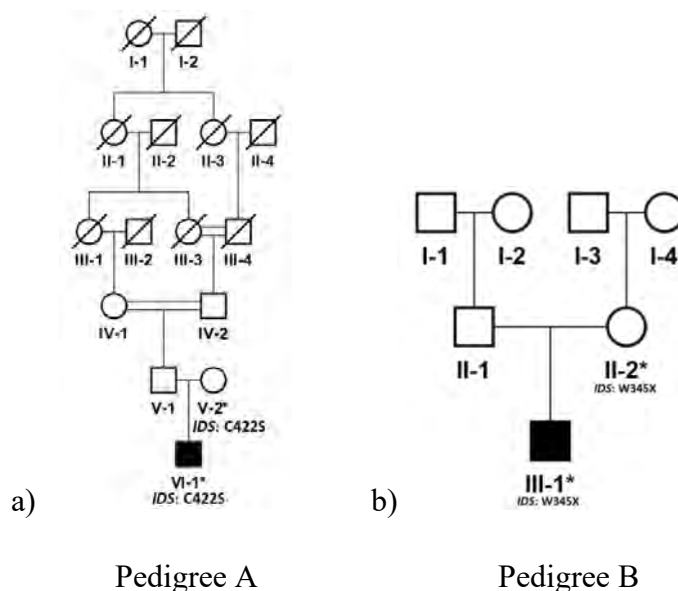 I-1 I-2
II-1 II-2 II-3 II-4
III-1 III-2 III-3 III-4
IV-1 IV-2
V-1 V-2*
IDS: C422S
VI-1*
IDS: C422S
a)
Pedigree A
I-1 I-2 I-3 I-4
II-1 II-2*
IDS: W345X
III-1*
IDS: W345X
b)
Pedigree B